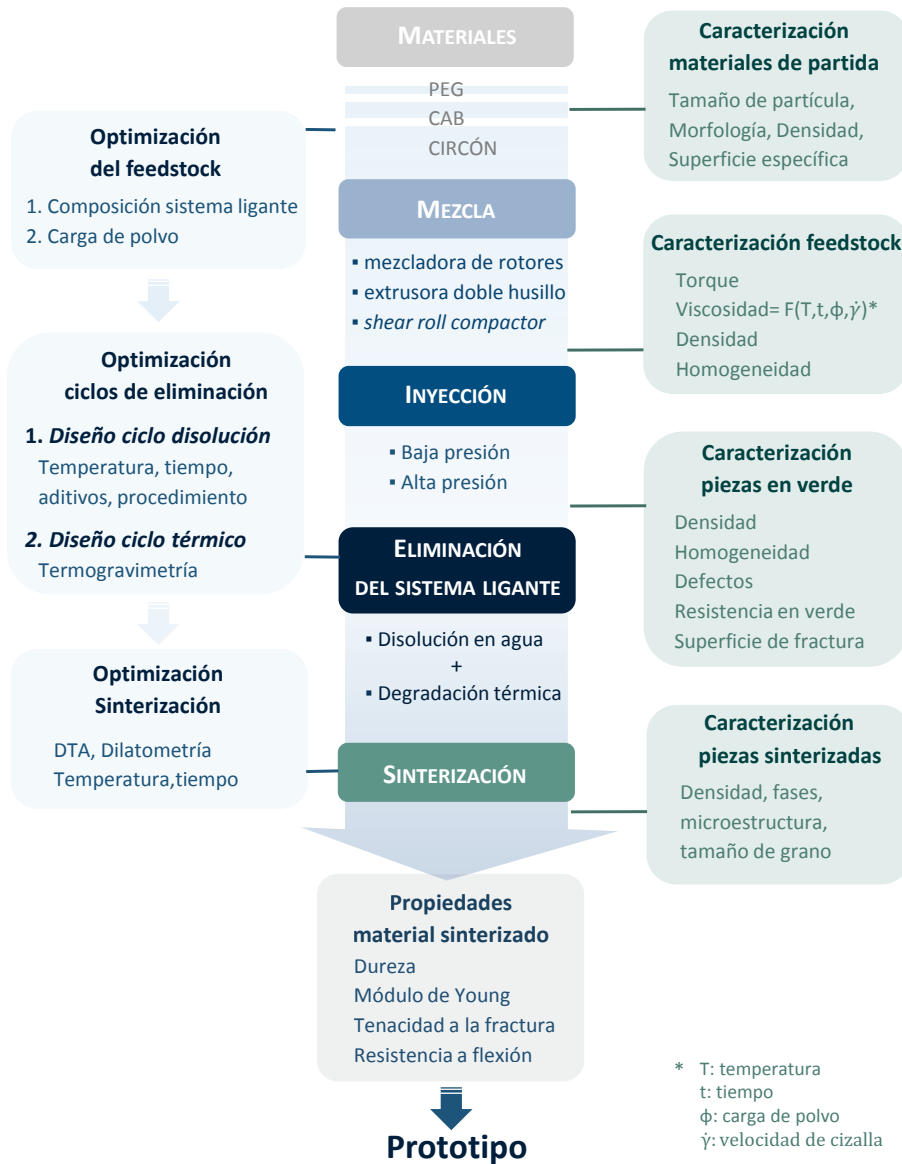 MATERIALES
PEG
CAB
CIRCÓN
Caracterización
materiales de partida
Tamaño de partícula,
Morfología, Densidad,
Superficie específica
Optimización
del feedstock
1. Composición sistema ligante
2. Carga de polvo
MEZCLA
▪ mezcladora de rotores
▪ extrusora doble husillo
▪ shear roll compactor
Caracterización feedstock
Torque
Viscosidad= F(T,t,ϕ,γ̇)*
Densidad
Homogeneidad
Optimización
ciclos de eliminación
1. Diseño ciclo disolución
Temperatura, tiempo,
aditivos, procedimiento
2. Diseño ciclo térmico
Termogravimetría
INYECCIÓN
▪ Baja presión
▪ Alta presión
Caracterización
piezas en verde
Densidad
Homogeneidad
Defectos
Resistencia en verde
Superficie de fractura
ELIMINACIÓN
DEL SISTEMA LIGANTE
▪ Disolución en agua
+
▪ Degradación térmica
Optimización
Sinterización
DTA, Dilatometría
Temperatura,tiempo
SINTERIZACIÓN
Caracterización
piezas sinterizadas
Densidad, fases,
microestructura,
tamaño de grano
Propiedades
material sinterizado
Dureza
Módulo de Young
Tenacidad a la fractura
Resistencia a flexión
Prototipo
* T: temperatura
t: tiempo
ϕ: carga de polvo
γ̇: velocidad de cizalla